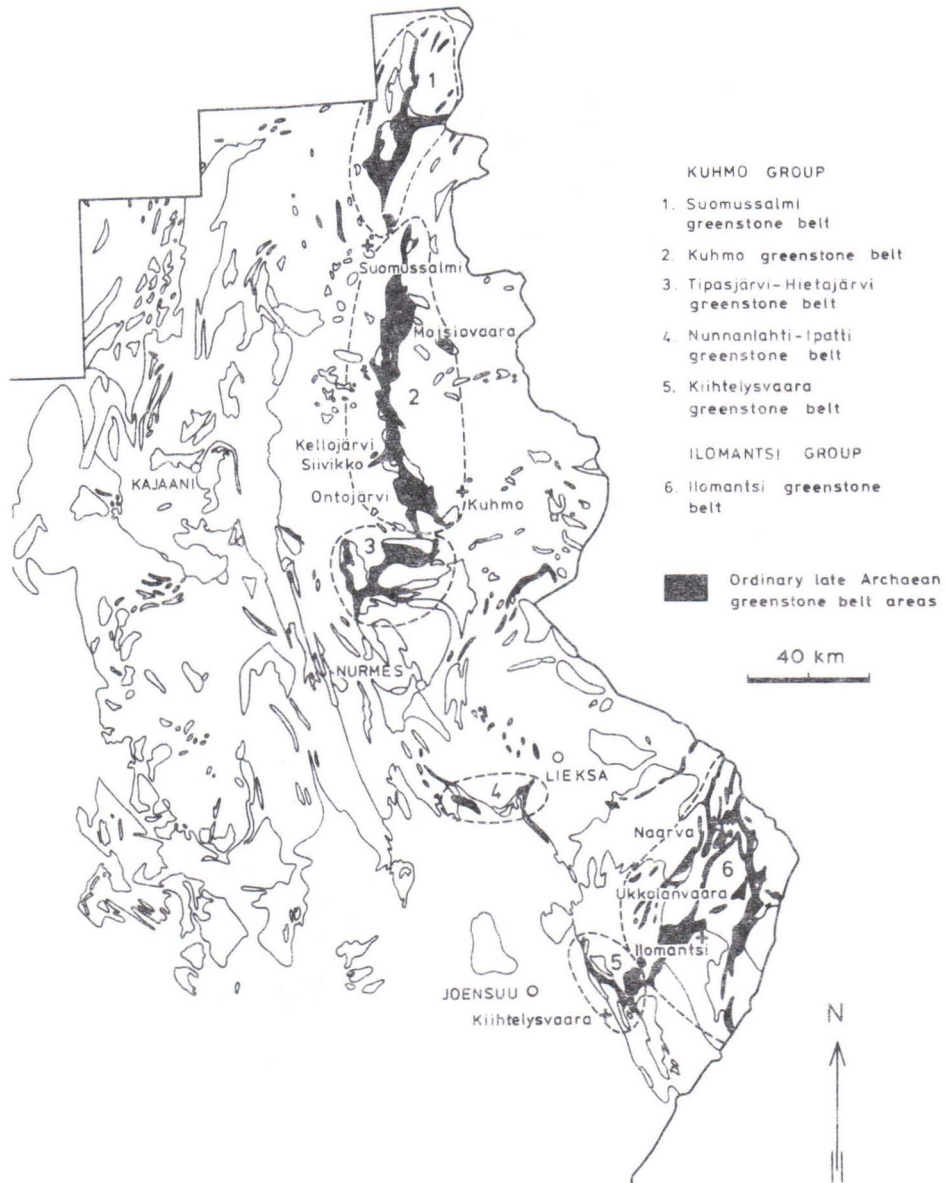 1
KUHMO GROUP
1. Suomussalmi
greenstone belt
2. Kuhmo greenstone belt
3. Tipasjärvi-Hietajärvi
greenstone belt
4. Nunnanlahti-Ipatti
greenstone belt
5. Kiihtelysvaara
greenstone belt
ILOMANTSI GROUP
6. Ilomantsi greenstone
belt
Ordinary late Archaean
greenstone belt areas
40 km
Suomussalmi
Moisiovaara
2
Kellojärvi
Siivikko
KAJAANI
Ontojärvi
Kuhmo
3
NURMES
LIEKSA
4
Naarva
6
Ukkolanvaara
Ilomantsi
5
JOENSUU
Kiihtelysvaara
N